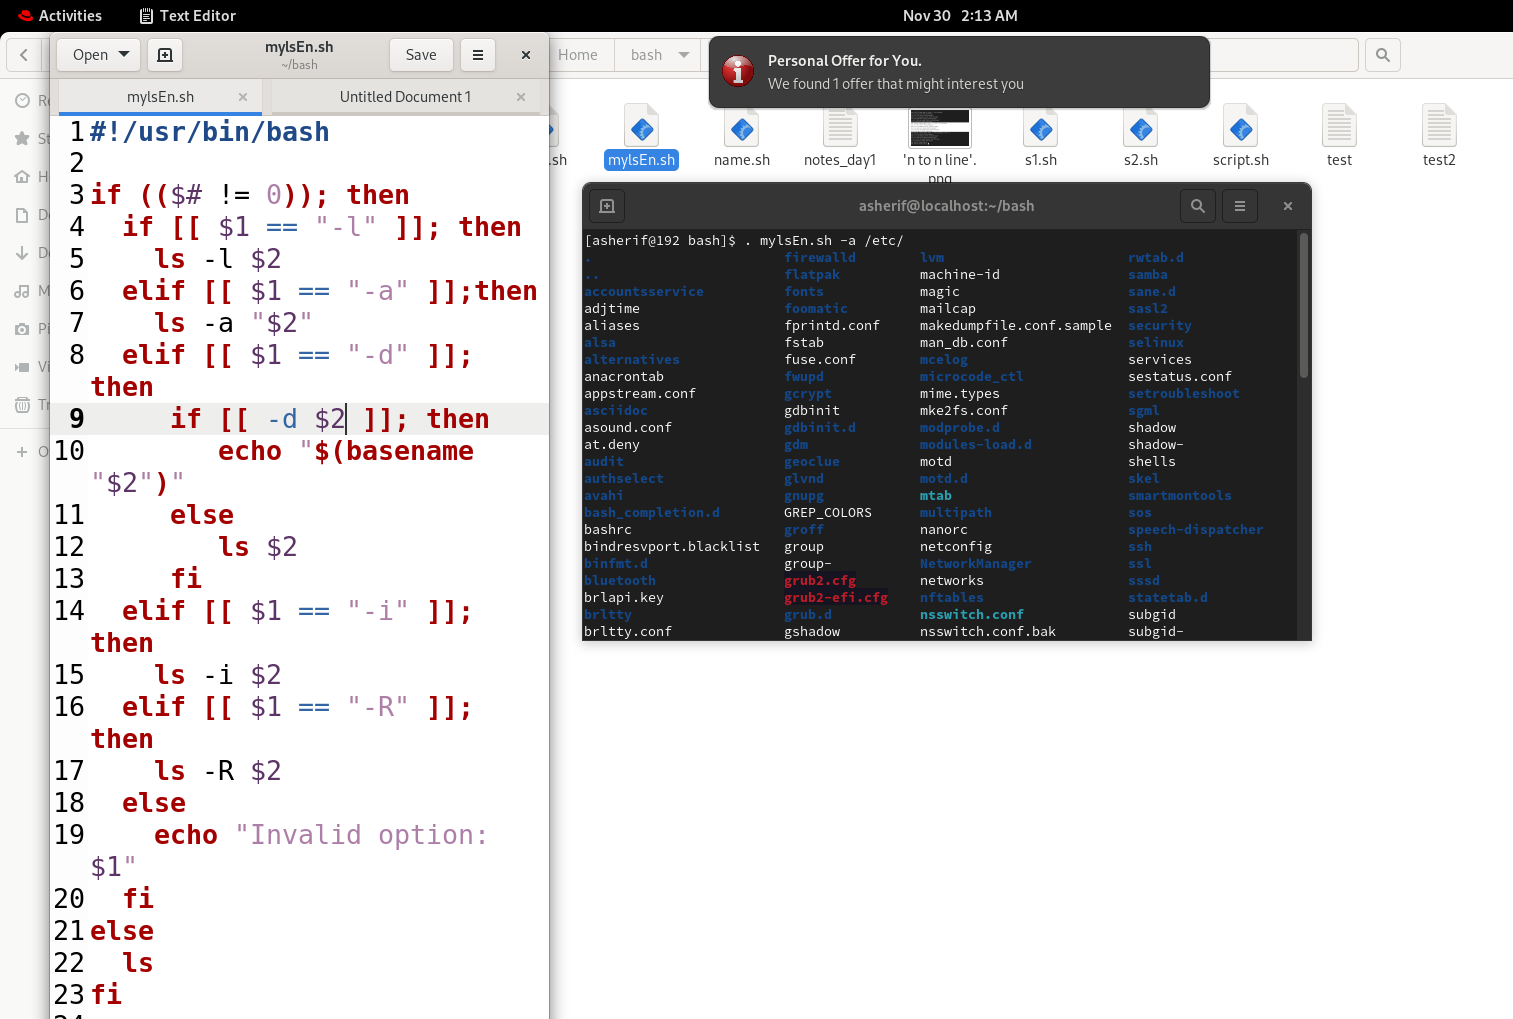 Activities
Text Editor
Nov 30 2:13 AM
Open
mylsEn.sh
~/bash
Save
Home
bash
Personal Offer for You.
We found 1 offer that might interest you
mylsEn.sh
Untitled Document 1
1 #!/usr/bin/bash
2
3 if (($# != 0)); then
4   if [[ $1 == "-l" ]]; then
5     ls -l $2
6   elif [[ $1 == "-a" ]];then
7     ls -a "$2"
8   elif [[ $1 == "-d" ]];
then
9      if [[ -d $2 ]]; then
10         echo "$(basename
"$2")"
11      else
12         ls $2
13      fi
14   elif [[ $1 == "-i" ]];
then
15     ls -i $2
16   elif [[ $1 == "-R" ]];
then
17     ls -R $2
18   else
19     echo "Invalid option:
$1"
20   fi
21 else
22   ls
23 fi
24
.sh
mylsEn.sh
name.sh
notes_day1
'n to n line'.
png
s1.sh
s2.sh
script.sh
test
test2
Re
St
H
Do
Do
M
Pi
Vi
Tr
O
asherif@localhost:~/bash
[asherif@192 bash]$ . mylsEn.sh -a /etc/
. firewalld lvm rwtab.d
.. flatpak machine-id samba
accountsservice fonts magic sane.d
adjtime foomatic mailcap sasl2
aliases fprintd.conf makedumpfile.conf.sample security
alsa fstab man_db.conf selinux
alternatives fuse.conf mcelog services
anacrontab fwupd microcode_ctl sestatus.conf
appstream.conf gcrypt mime.types setroubleshoot
asciidoc gdbinit mke2fs.conf sgml
asound.conf gdbinit.d modprobe.d shadow
at.deny gdm modules-load.d shadow-
audit geoclue motd shells
authselect glvnd motd.d skel
avahi gnupg mtab smartmontools
bash_completion.d GREP_COLORS multipath sos
bashrc groff nanorc speech-dispatcher
bindresvport.blacklist group netconfig ssh
binfmt.d group- NetworkManager ssl
bluetooth grub2.cfg networks sssd
brlapi.key grub2-efi.cfg nftables statetab.d
brltty grub.d nsswitch.conf subgid
brltty.conf gshadow nsswitch.conf.bak subgid-